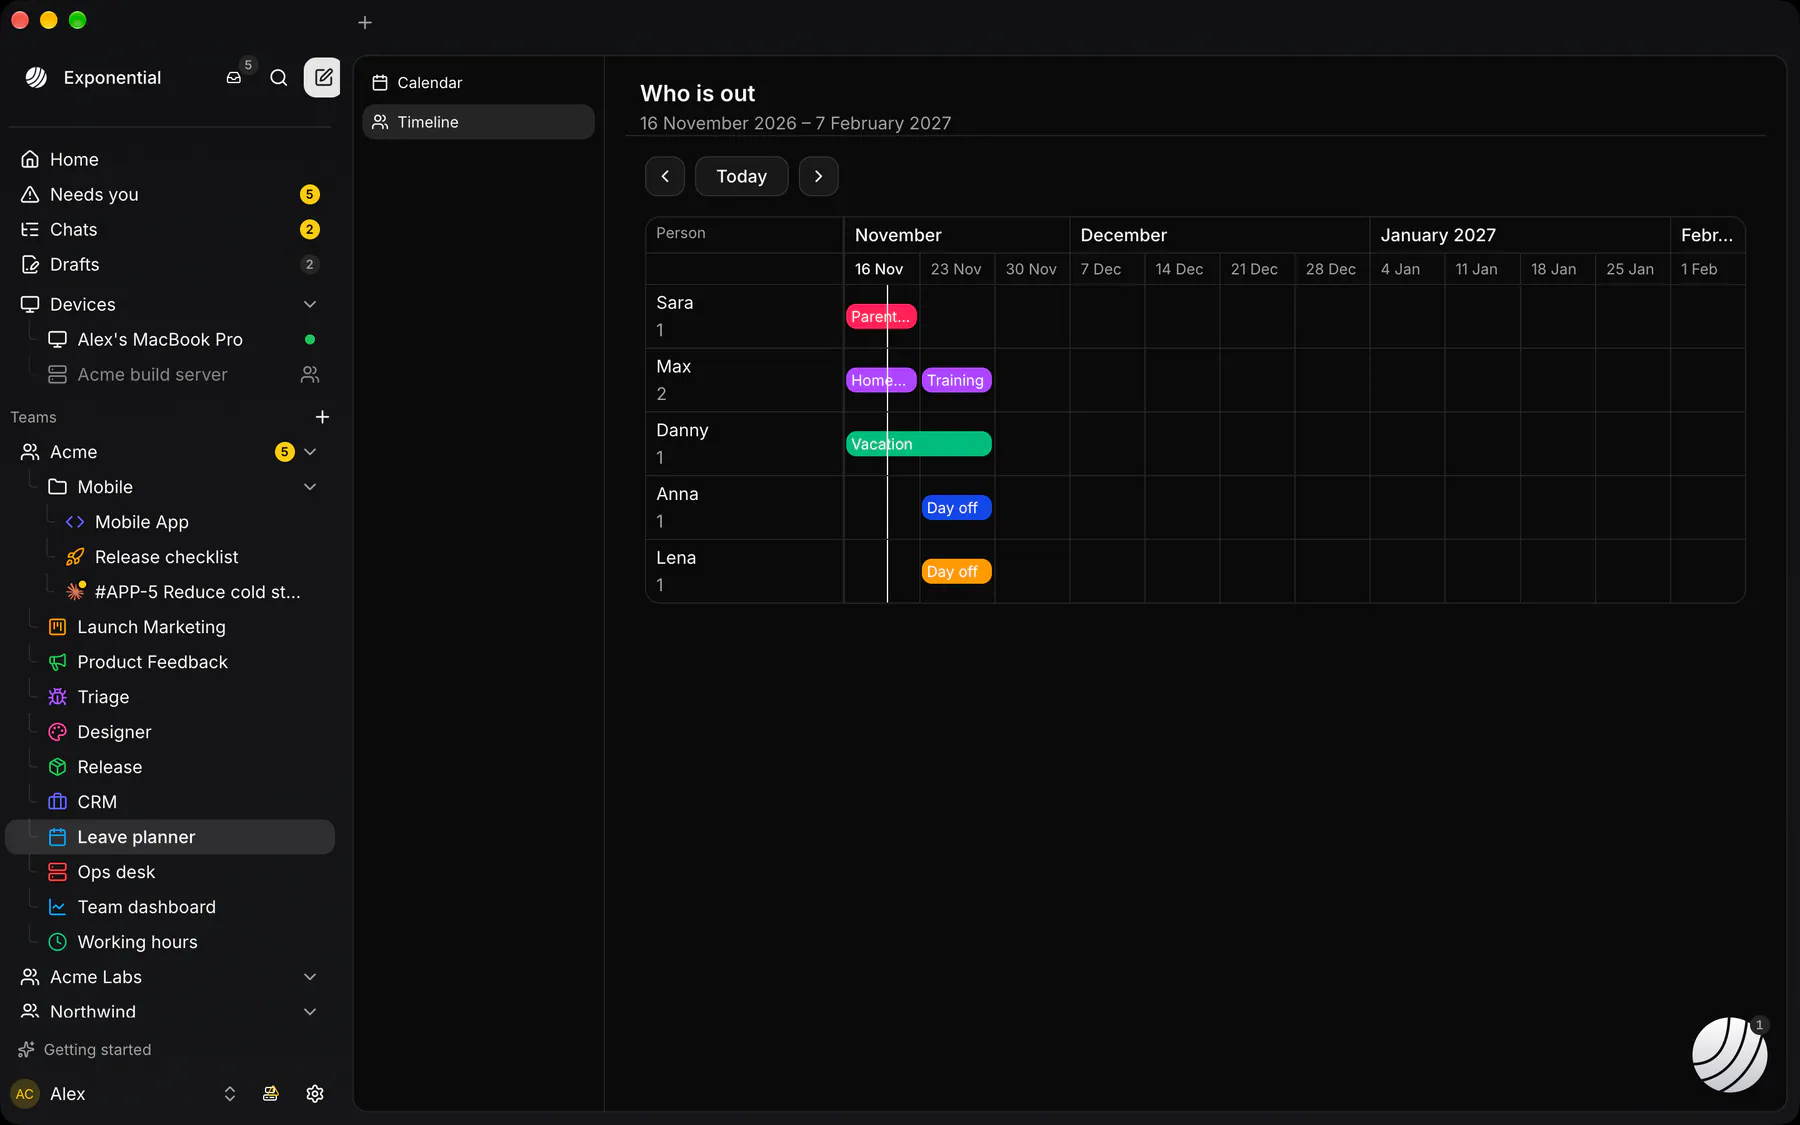 Exponential
5
Home
Needs you
5
Chats
2
Drafts
2
Devices
Alex's MacBook Pro
Acme build server
Teams
Acme
5
Mobile
Mobile App
Release checklist
#APP-5 Reduce cold st...
Launch Marketing
Product Feedback
Triage
Designer
Release
CRM
Leave planner
Ops desk
Team dashboard
Working hours
Acme Labs
Northwind
Getting started
AC
Alex
Calendar
Timeline
Who is out
16 November 2026 – 7 February 2027
Today
Person
November
December
January 2027
Febr...
16 Nov
23 Nov
30 Nov
7 Dec
14 Dec
21 Dec
28 Dec
4 Jan
11 Jan
18 Jan
25 Jan
1 Feb
Sara
1
Parent...
Max
2
Home...
Training
Danny
1
Vacation
Anna
1
Day off
Lena
1
Day off
1